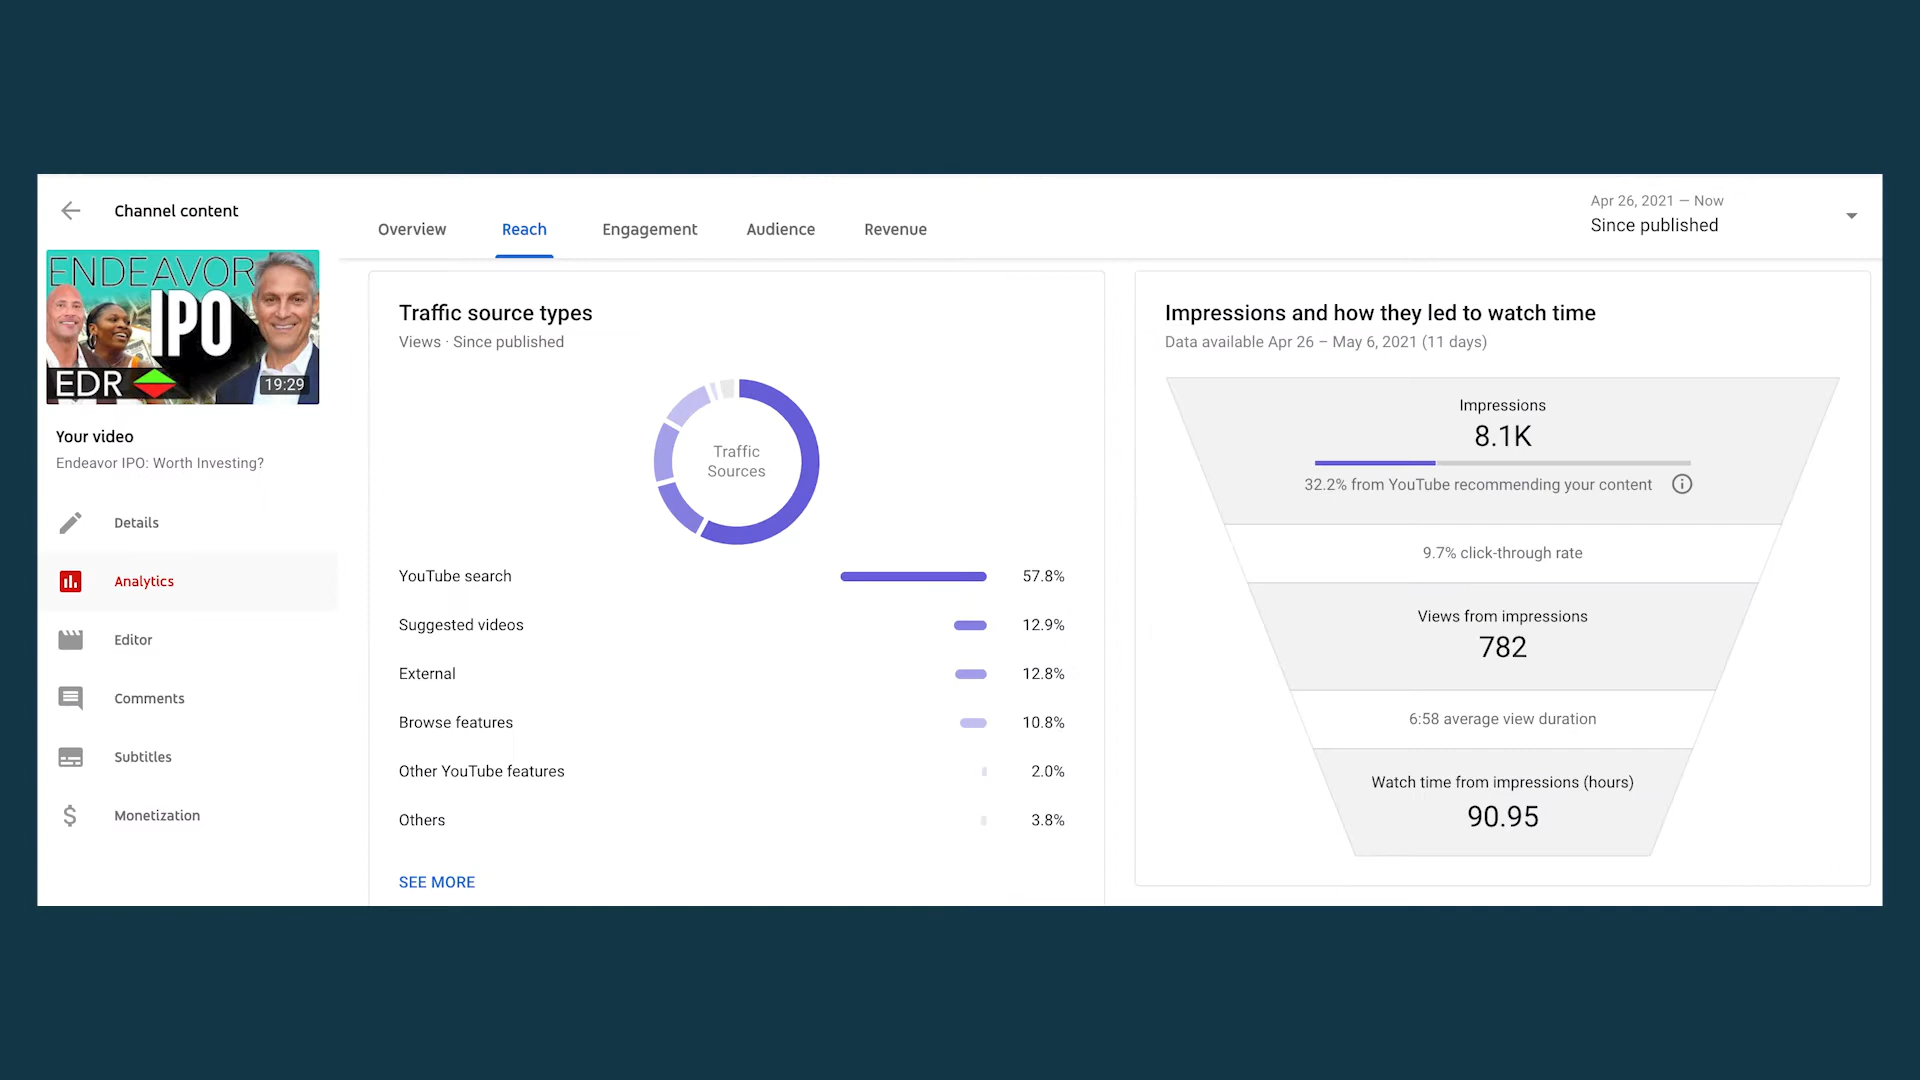 Channel content
ENDEAVOR
IPO
EDR
19:29
Your video
Endeavor IPO: Worth Investing?
Details
Analytics
Editor
Comments
Subtitles
Monetization
Overview
Reach
Engagement
Audience
Revenue
Apr 26, 2021 – Now
Since published
Traffic source types
Views · Since published
Traffic
Sources
YouTube search 57.8%
Suggested videos 12.9%
External 12.8%
Browse features 10.8%
Other YouTube features 2.0%
Others 3.8%
SEE MORE
Impressions and how they led to watch time
Data available Apr 26 – May 6, 2021 (11 days)
Impressions
8.1K
32.2% from YouTube recommending your content
9.7% click-through rate
Views from impressions
782
6:58 average view duration
Watch time from impressions (hours)
90.95